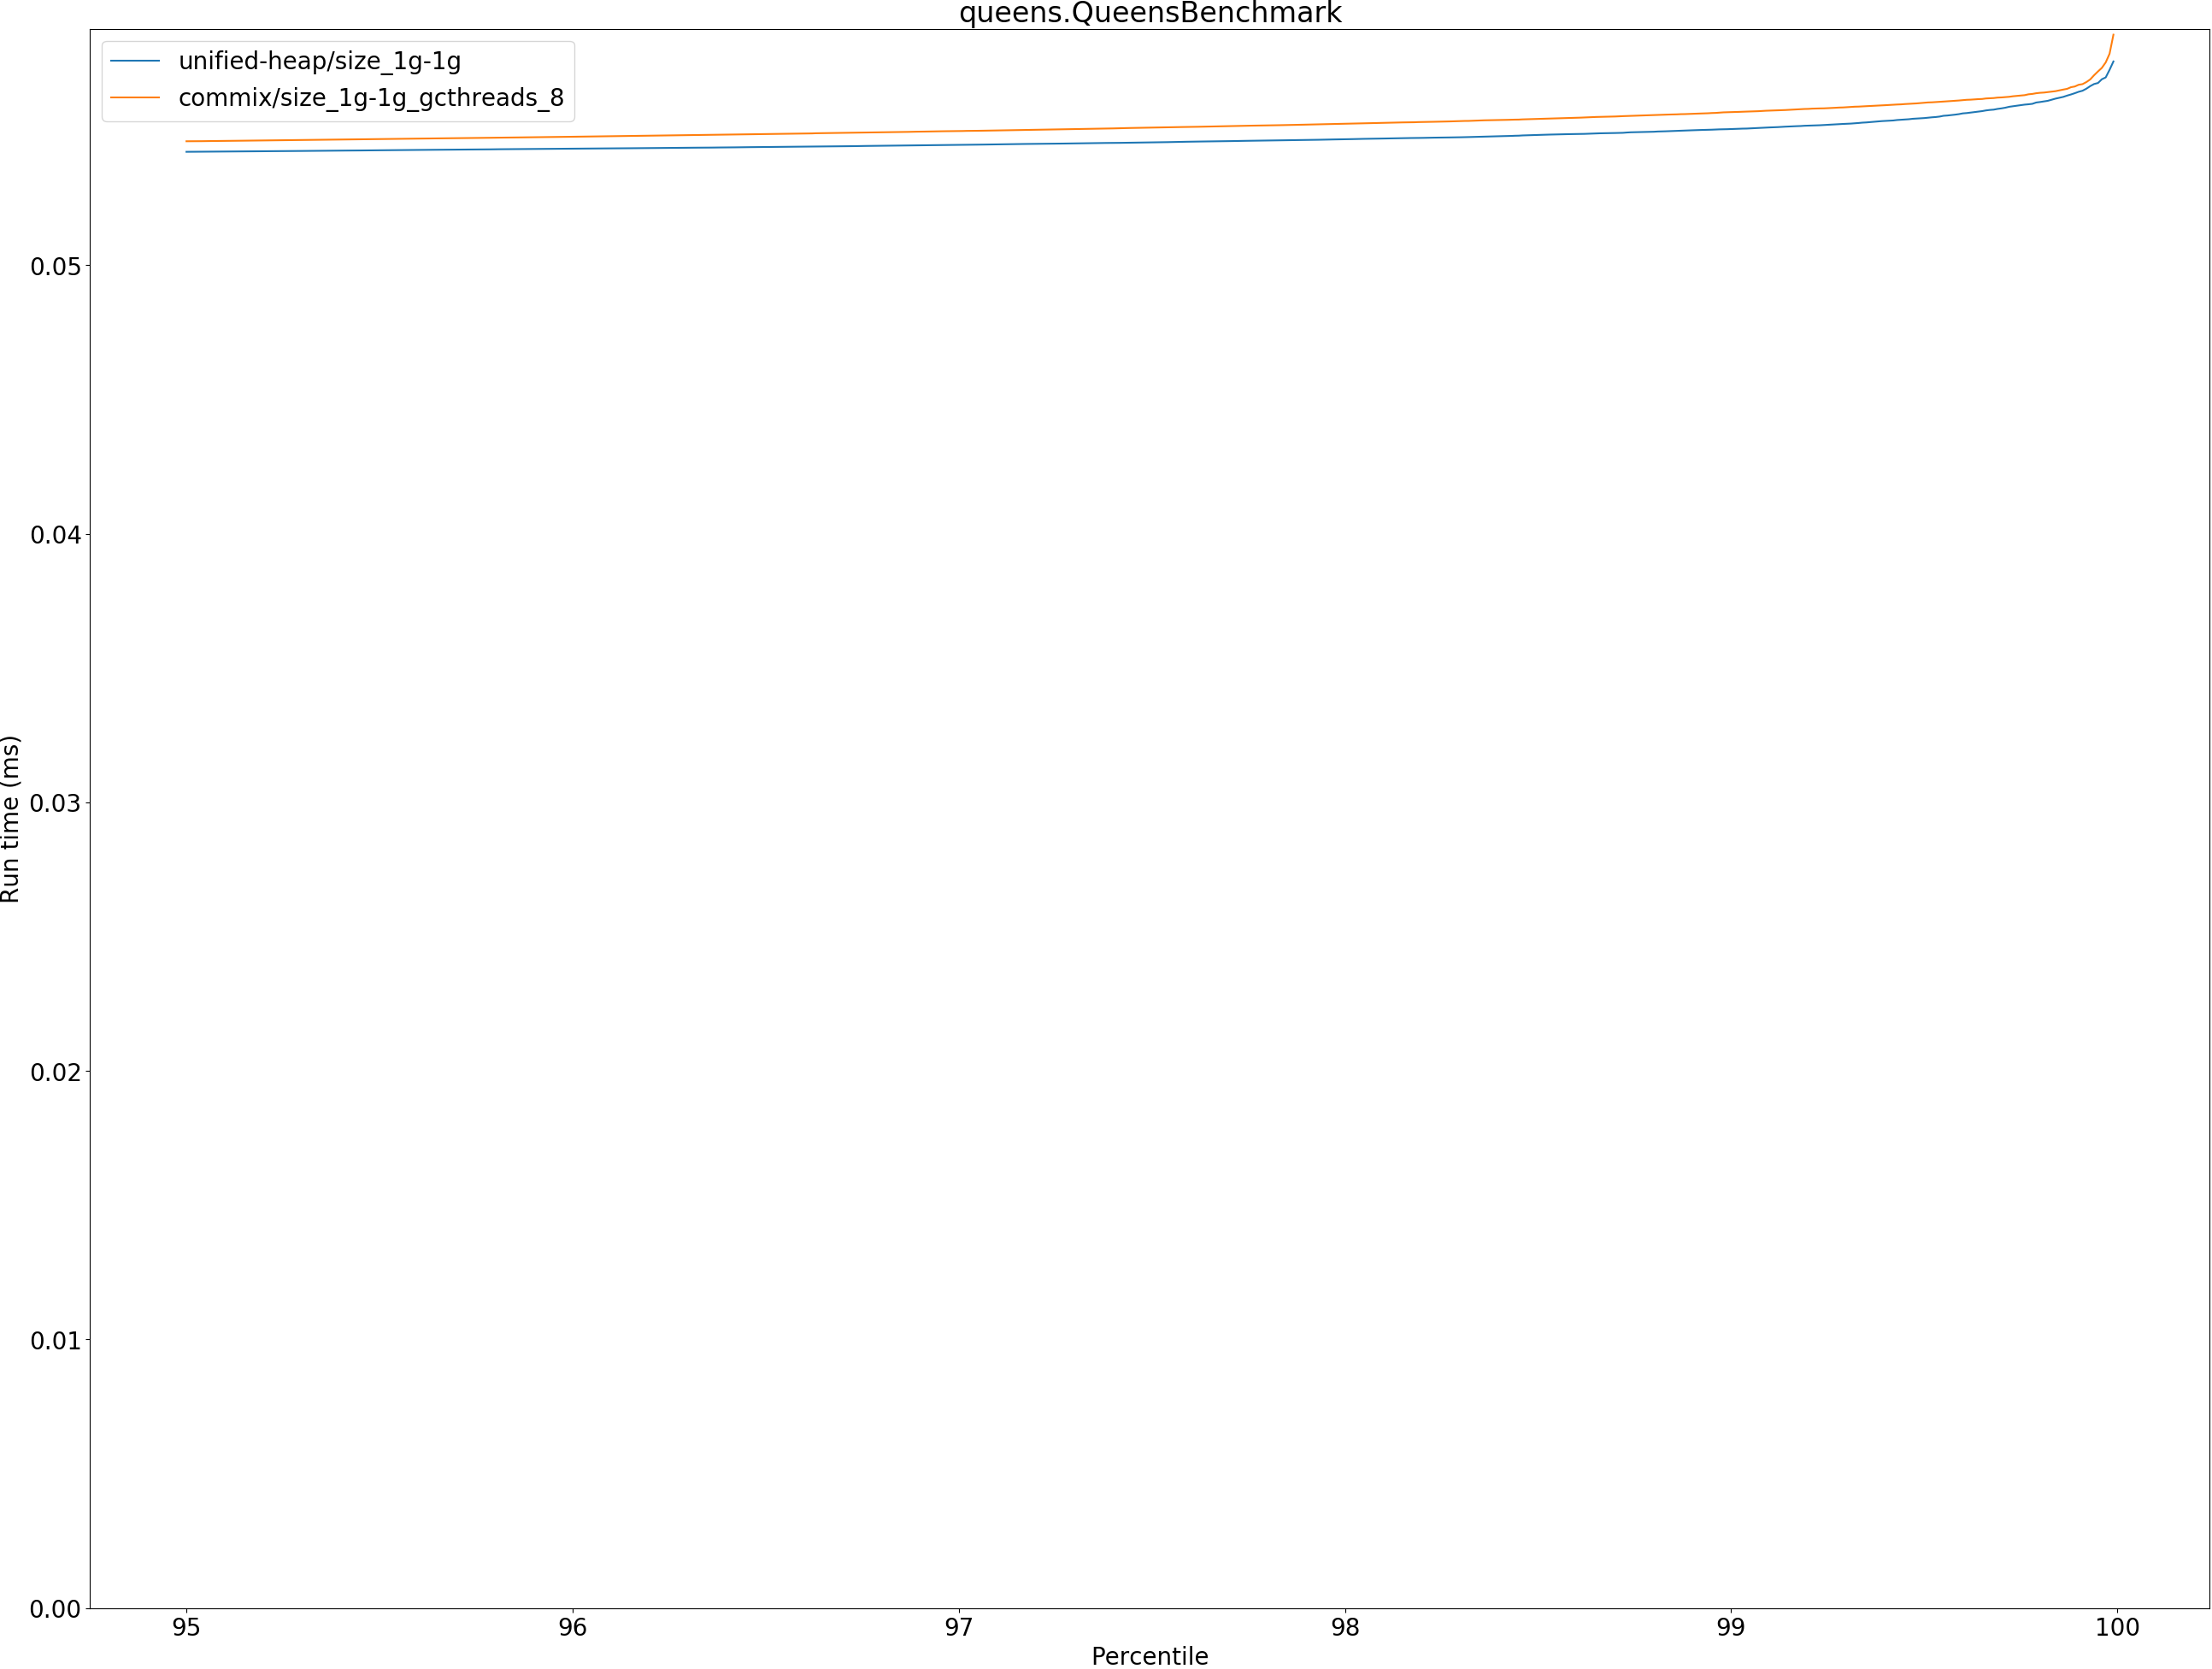 queens.QueensBenchmark
unified-heap/size_1g-1g
commix/size_1g-1g_gcthreads_8
Run time (ms)
0.05
0.04
0.03
0.02
0.01
0.00
95 96 97 98 99 100
Percentile